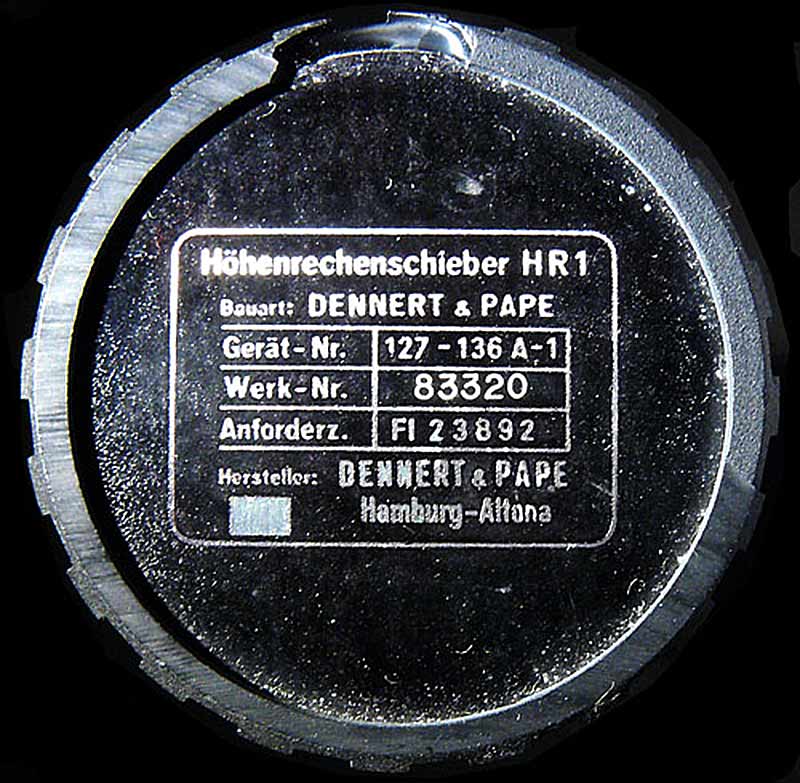 Höhenrechenschieber HR1
Bauart: DENNERT & PAPE
Gerät-Nr. 127-136 A-1
Werk-Nr. 83320
Anforderz. Fl 23892
Hersteller: DENNERT & PAPE
Hamburg-Altona